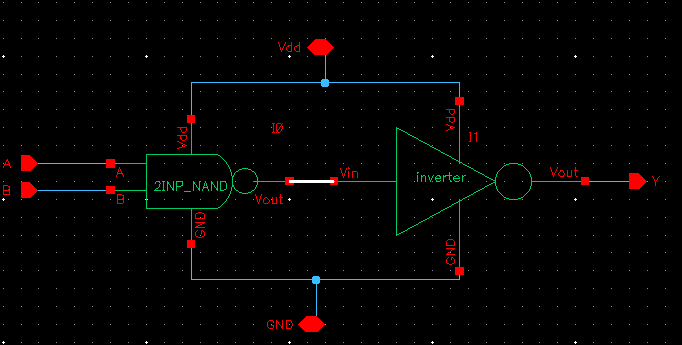 Vdd
Vdd
I0
Vdd
I1
A
A
B
B
2INP_NAND
Vout
Vin
inverter
Vout
Y
GND
GND
GND